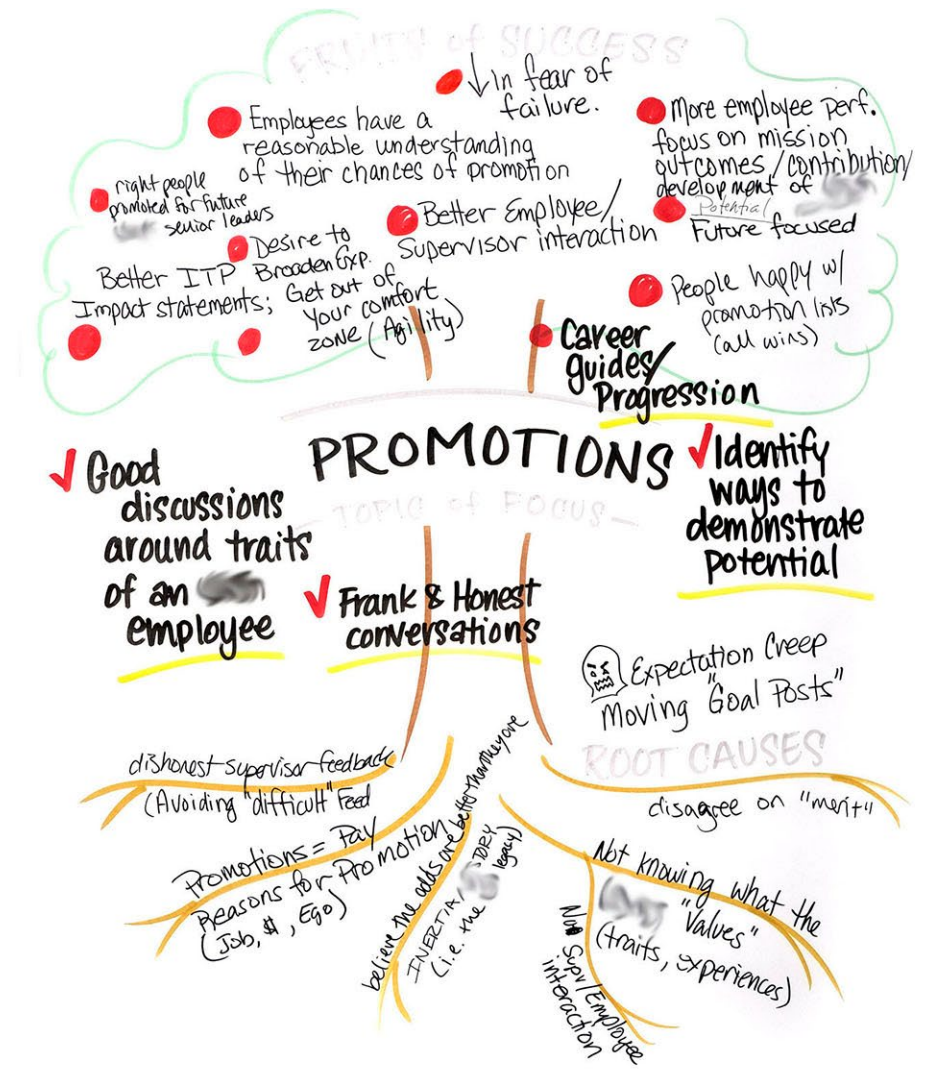 FRUITS of SUCCESS
↓ in fear of
failure.
Employees have a
reasonable understanding
of their chances of promotion
More employee perf.
focus on mission
outcomes/contribution/
development of
Potential
Future focused
right people
promoted for future
senior leaders
Better Employee/
Supervisor interaction
Desire to
Broaden Exp.
Get out of
your comfort
zone (Agility)
Better ITP
Impact statements;
People happy w/
promotion lists
(all wins)
Career
guides/
Progression
PROMOTIONS
- TOPIC of FOCUS -
Good
discussions
around traits
of an
employee
Identify
ways to
demonstrate
potential
Frank & Honest
conversations
Expectation Creep
Moving "Goal Posts"
ROOT CAUSES
dishonest supervisor feedback
(Avoiding "difficult" Feed
Promotions = Pay
Reasons for Promotion
(Job, $, Ego)
believe the odds are better than they are
INERTIA/
(i.e. the legacy)
No Supv/Employee
interaction
Not knowing what the
"Values"
(traits, experiences)
disagree on "merit"